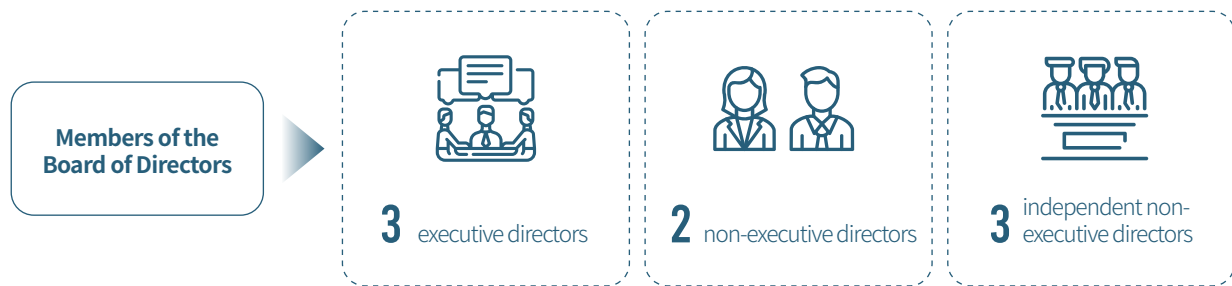 Members of the
Board of Directors
3 executive directors
2 non-executive directors
3 independent non-
executive directors